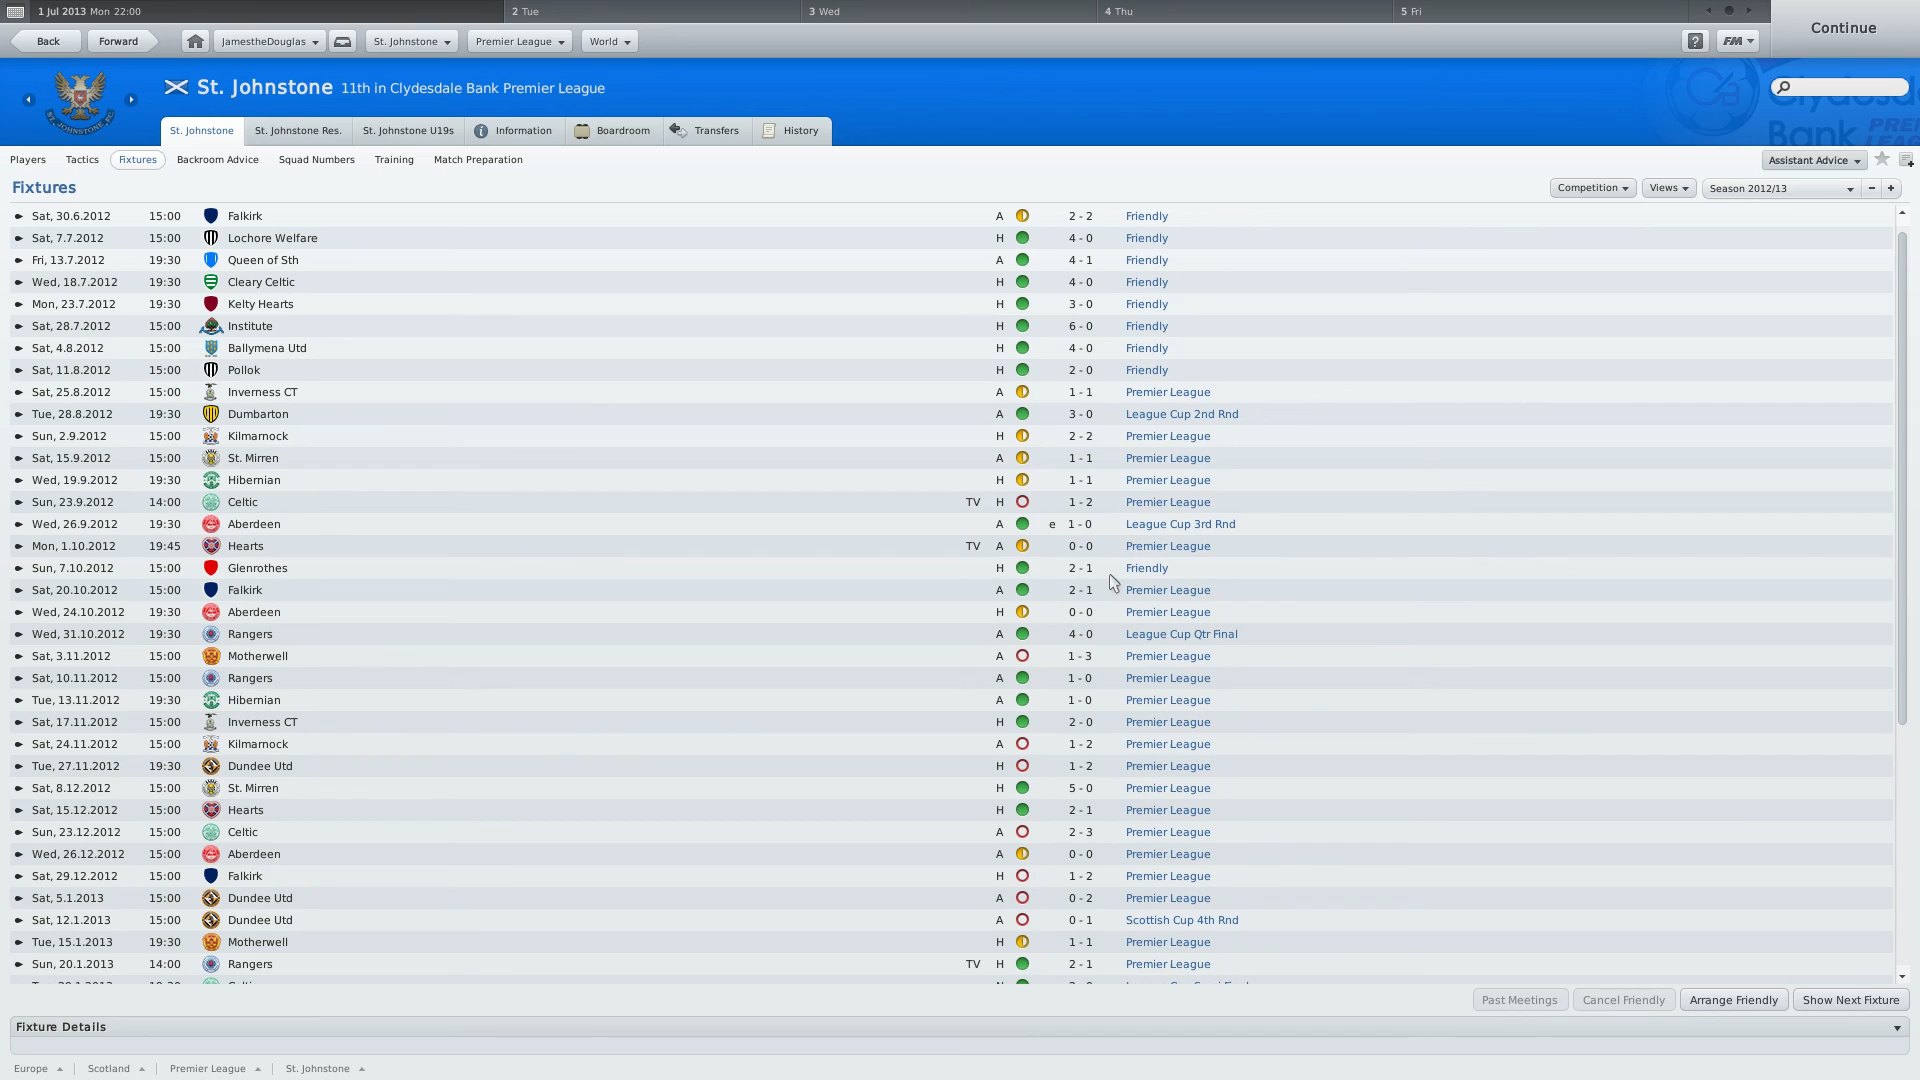 1 Jul 2013 Mon 22:00 2 Tue 3 Wed 4 Thu 5 Fri
Continue
Back Forward JamestheDouglas St. Johnstone Premier League World ? FM
St. Johnstone 11th in Clydesdale Bank Premier League
St. Johnstone St. Johnstone Res. St. Johnstone U19s Information Boardroom Transfers History
Players Tactics Fixtures Backroom Advice Squad Numbers Training Match Preparation Assistant Advice
Fixtures Competition Views Season 2012/13 - +
Sat, 30.6.2012 15:00 Falkirk A 2 - 2 Friendly
Sat, 7.7.2012 15:00 Lochore Welfare H 4 - 0 Friendly
Fri, 13.7.2012 19:30 Queen of Sth A 4 - 1 Friendly
Wed, 18.7.2012 19:30 Cleary Celtic H 4 - 0 Friendly
Mon, 23.7.2012 19:30 Kelty Hearts H 3 - 0 Friendly
Sat, 28.7.2012 15:00 Institute H 6 - 0 Friendly
Sat, 4.8.2012 15:00 Ballymena Utd H 4 - 0 Friendly
Sat, 11.8.2012 15:00 Pollok H 2 - 0 Friendly
Sat, 25.8.2012 15:00 Inverness CT A 1 - 1 Premier League
Tue, 28.8.2012 19:30 Dumbarton A 3 - 0 League Cup 2nd Rnd
Sun, 2.9.2012 15:00 Kilmarnock H 2 - 2 Premier League
Sat, 15.9.2012 15:00 St. Mirren A 1 - 1 Premier League
Wed, 19.9.2012 19:30 Hibernian H 1 - 1 Premier League
Sun, 23.9.2012 14:00 Celtic TV H 1 - 2 Premier League
Wed, 26.9.2012 19:30 Aberdeen A e 1 - 0 League Cup 3rd Rnd
Mon, 1.10.2012 19:45 Hearts TV A 0 - 0 Premier League
Sun, 7.10.2012 15:00 Glenrothes H 2 - 1 Friendly
Sat, 20.10.2012 15:00 Falkirk A 2 - 1 Premier League
Wed, 24.10.2012 19:30 Aberdeen H 0 - 0 Premier League
Wed, 31.10.2012 19:30 Rangers A 4 - 0 League Cup Qtr Final
Sat, 3.11.2012 15:00 Motherwell A 1 - 3 Premier League
Sat, 10.11.2012 15:00 Rangers A 1 - 0 Premier League
Tue, 13.11.2012 19:30 Hibernian A 1 - 0 Premier League
Sat, 17.11.2012 15:00 Inverness CT H 2 - 0 Premier League
Sat, 24.11.2012 15:00 Kilmarnock A 1 - 2 Premier League
Tue, 27.11.2012 19:30 Dundee Utd H 1 - 2 Premier League
Sat, 8.12.2012 15:00 St. Mirren H 5 - 0 Premier League
Sat, 15.12.2012 15:00 Hearts H 2 - 1 Premier League
Sun, 23.12.2012 15:00 Celtic A 2 - 3 Premier League
Wed, 26.12.2012 15:00 Aberdeen A 0 - 0 Premier League
Sat, 29.12.2012 15:00 Falkirk H 1 - 2 Premier League
Sat, 5.1.2013 15:00 Dundee Utd A 0 - 2 Premier League
Sat, 12.1.2013 15:00 Dundee Utd A 0 - 1 Scottish Cup 4th Rnd
Tue, 15.1.2013 19:30 Motherwell H 1 - 1 Premier League
Sun, 20.1.2013 14:00 Rangers TV H 2 - 1 Premier League
Past Meetings Cancel Friendly Arrange Friendly Show Next Fixture
Fixture Details
Europe Scotland Premier League St. Johnstone